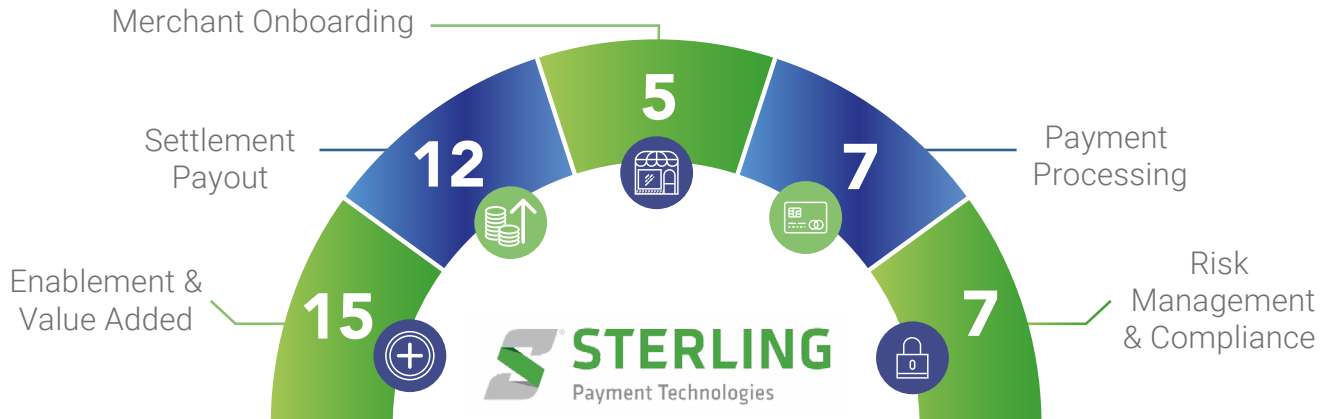 Merchant Onboarding
5
Settlement
Payout
12
7
Payment
Processing
Enablement &
Value Added
15
7
Risk
Management
& Compliance
STERLING
®
Payment Technologies
0